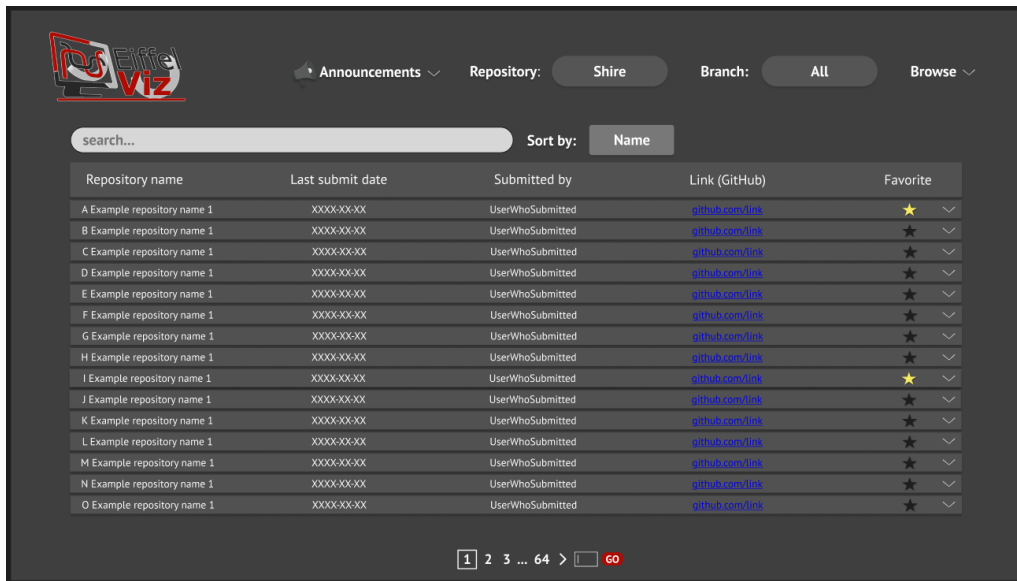 Eiffel
Viz
Announcements Repository: Shire Branch: All Browse
search... Sort by: Name
Repository name Last submit date Submitted by Link (GitHub) Favorite
A Example repository name 1 XXXX-XX-XX UserWhoSubmitted github.com/link
B Example repository name 1 XXXX-XX-XX UserWhoSubmitted github.com/link
C Example repository name 1 XXXX-XX-XX UserWhoSubmitted github.com/link
D Example repository name 1 XXXX-XX-XX UserWhoSubmitted github.com/link
E Example repository name 1 XXXX-XX-XX UserWhoSubmitted github.com/link
F Example repository name 1 XXXX-XX-XX UserWhoSubmitted github.com/link
G Example repository name 1 XXXX-XX-XX UserWhoSubmitted github.com/link
H Example repository name 1 XXXX-XX-XX UserWhoSubmitted github.com/link
I Example repository name 1 XXXX-XX-XX UserWhoSubmitted github.com/link
J Example repository name 1 XXXX-XX-XX UserWhoSubmitted github.com/link
K Example repository name 1 XXXX-XX-XX UserWhoSubmitted github.com/link
L Example repository name 1 XXXX-XX-XX UserWhoSubmitted github.com/link
M Example repository name 1 XXXX-XX-XX UserWhoSubmitted github.com/link
N Example repository name 1 XXXX-XX-XX UserWhoSubmitted github.com/link
O Example repository name 1 XXXX-XX-XX UserWhoSubmitted github.com/link
1 2 3 ... 64 > GO